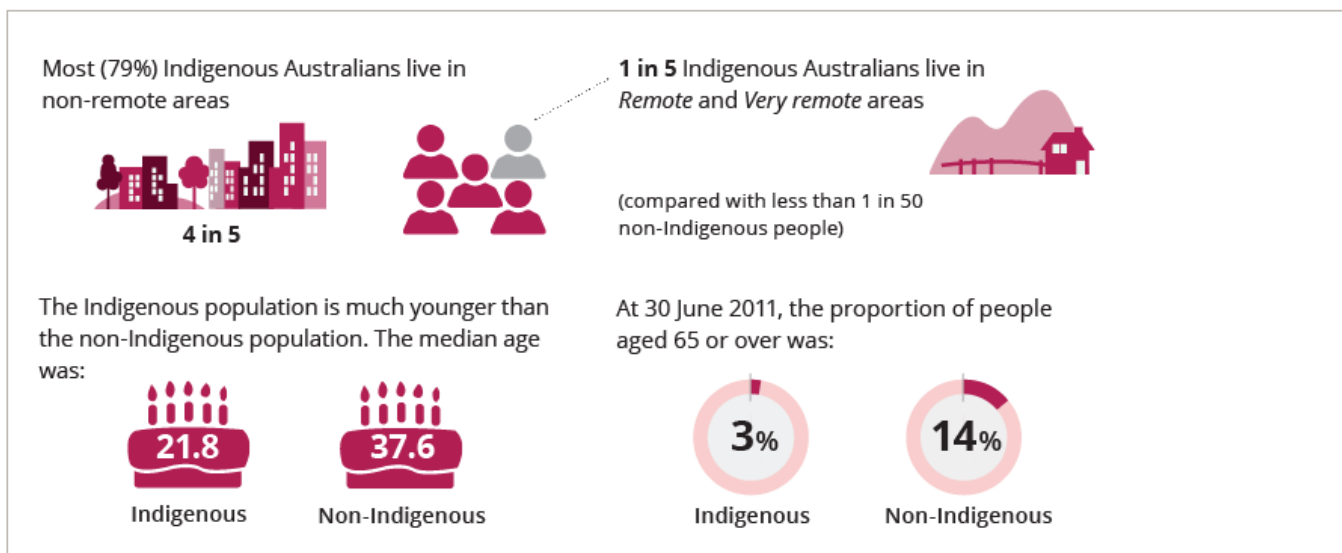 Most (79%) Indigenous Australians live in
non-remote areas
4 in 5
1 in 5 Indigenous Australians live in
Remote and Very remote areas
(compared with less than 1 in 50
non-Indigenous people)
The Indigenous population is much younger than
the non-Indigenous population. The median age
was:
21.8
37.6
Indigenous
Non-Indigenous
At 30 June 2011, the proportion of people
aged 65 or over was:
3%
14%
Indigenous
Non-Indigenous